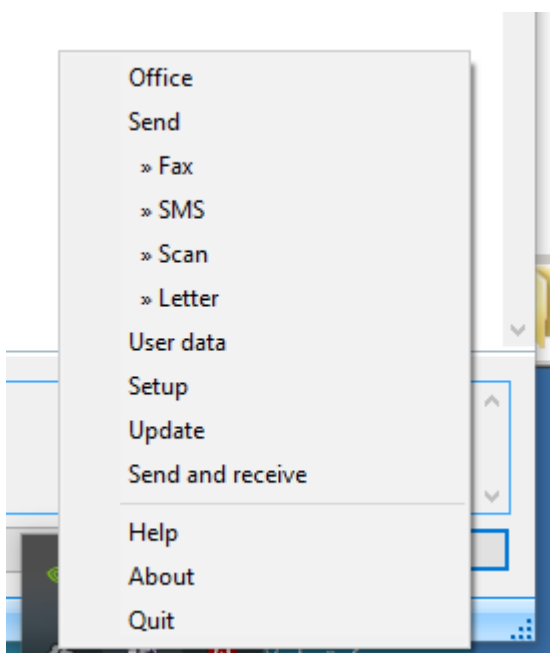 Office
Send
» Fax
» SMS
» Scan
» Letter
User data
Setup
Update
Send and receive
Help
About
Quit